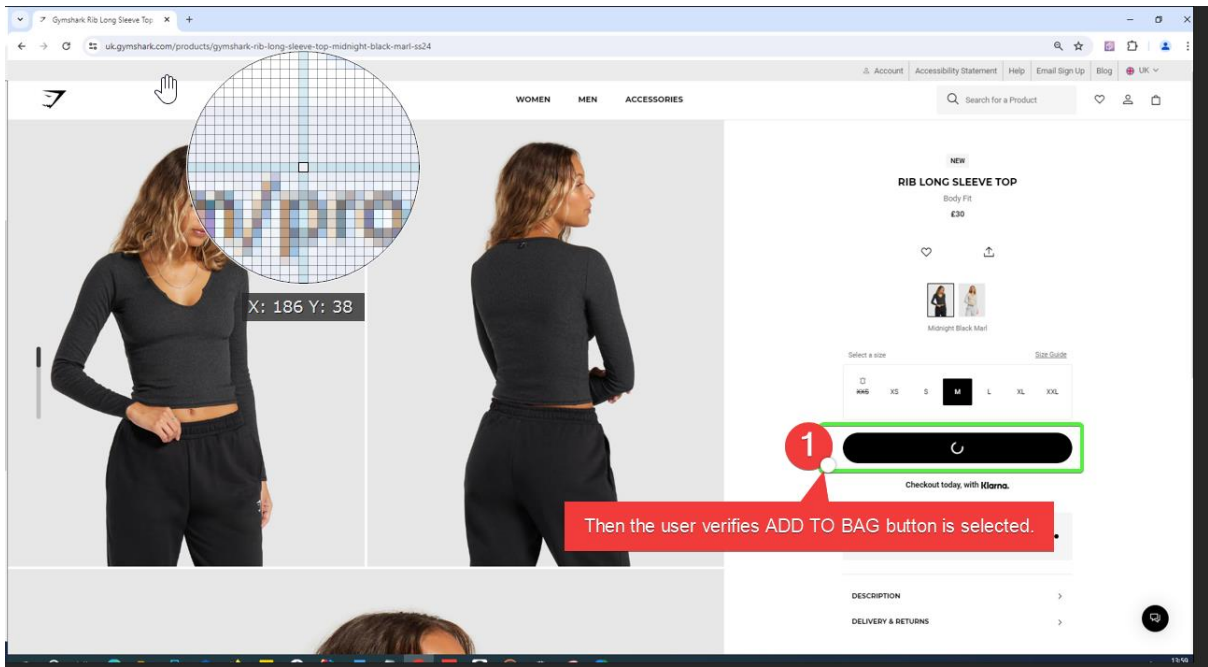 Gymshark Rib Long Sleeve Top
uk.gymshark.com/products/gymshark-rib-long-sleeve-top-midnight-black-marl-ss24
Account Accessibility Statement Help Email Sign Up Blog UK
WOMEN MEN ACCESSORIES
Search for a Product
n/pro
X: 186 Y: 38
NEW
RIB LONG SLEEVE TOP
Body Fit
£30
Midnight Black Marl
Select a size Size Guide
XXS XS S M L XL XXL
1
Checkout today, with Klarna.
Then the user verifies ADD TO BAG button is selected.
DESCRIPTION
DELIVERY & RETURNS
13:59